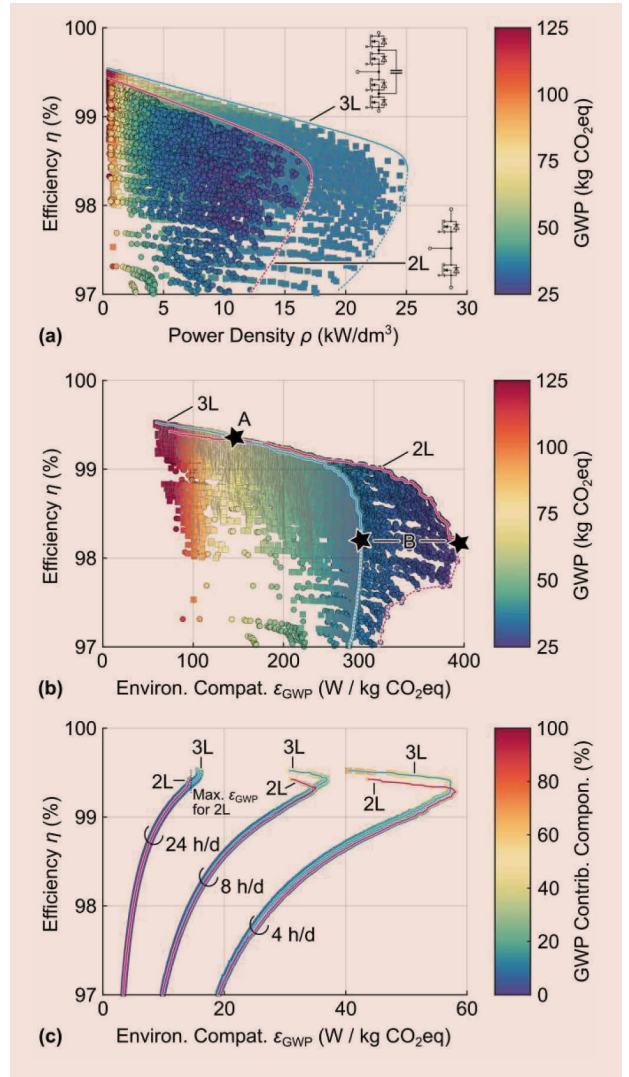 100
99
98
97
Efficiency η (%)
3L
2L
0 5 10 15 20 25 30
(a) Power Density ρ (kW/dm³)
125
100
75
50
25
GWP (kg CO₂eq)
100
99
98
97
Efficiency η (%)
3L
A
2L
B
100 200 300 400
(b) Environ. Compat. εGWP (W / kg CO₂eq)
125
100
75
50
25
GWP (kg CO₂eq)
100
99
98
97
Efficiency η (%)
3L 3L 3L
2L 2L 2L
Max. εGWP
for 2L
24 h/d
8 h/d
4 h/d
0 20 40 60
(c) Environ. Compat. εGWP (W / kg CO₂eq)
100
80
60
40
20
0
GWP Contrib. Compon. (%)